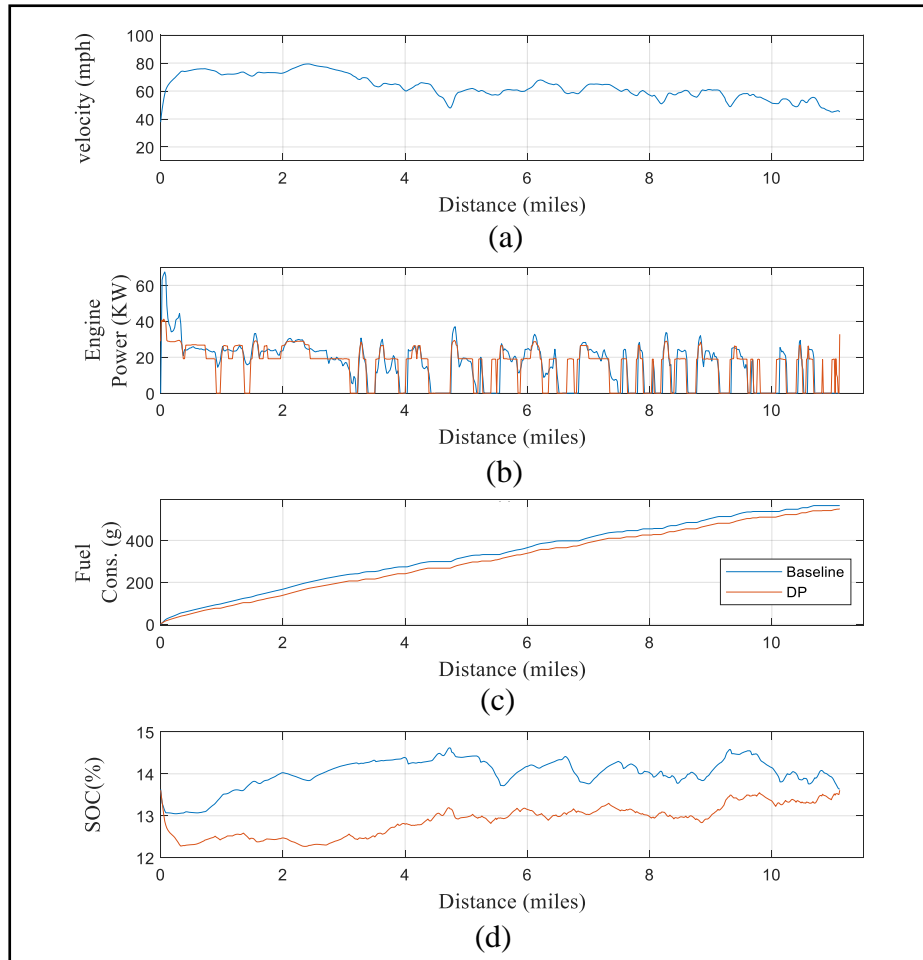 100
80
60
40
20
velocity (mph)
0 2 4 6 8 10
Distance (miles)
(a)
60
40
20
0
Engine
Power (KW)
0 2 4 6 8 10
Distance (miles)
(b)
400
200
0
Fuel
Cons. (g)
Baseline
DP
0 2 4 6 8 10
Distance (miles)
(c)
15
14
13
12
SOC(%)
0 2 4 6 8 10
Distance (miles)
(d)